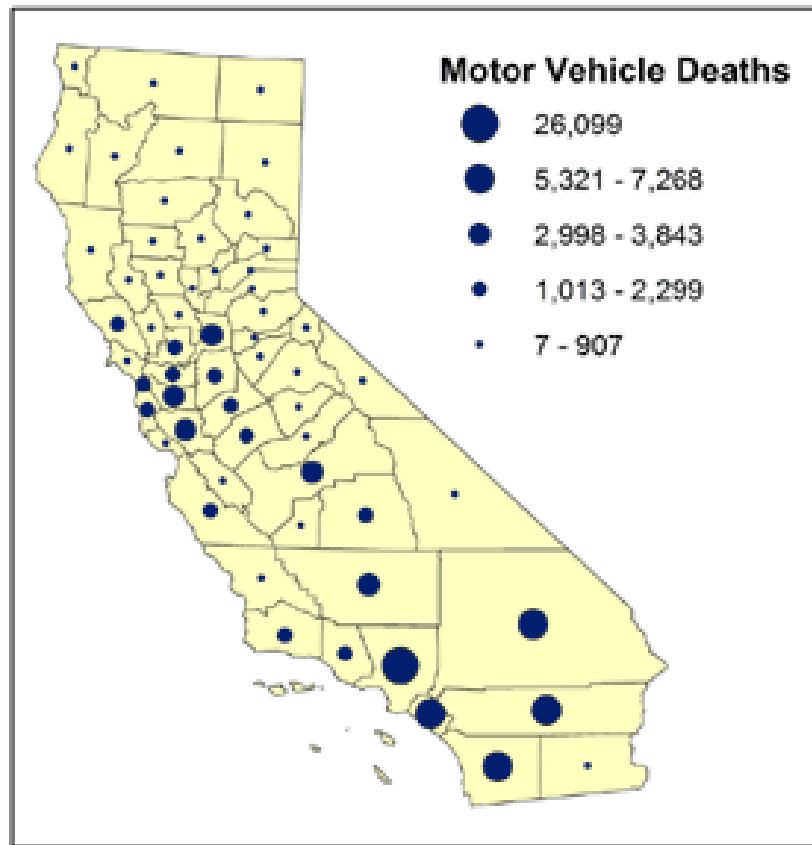 Motor Vehicle Deaths
26,099
5,321 - 7,268
2,998 - 3,843
1,013 - 2,299
7 - 907